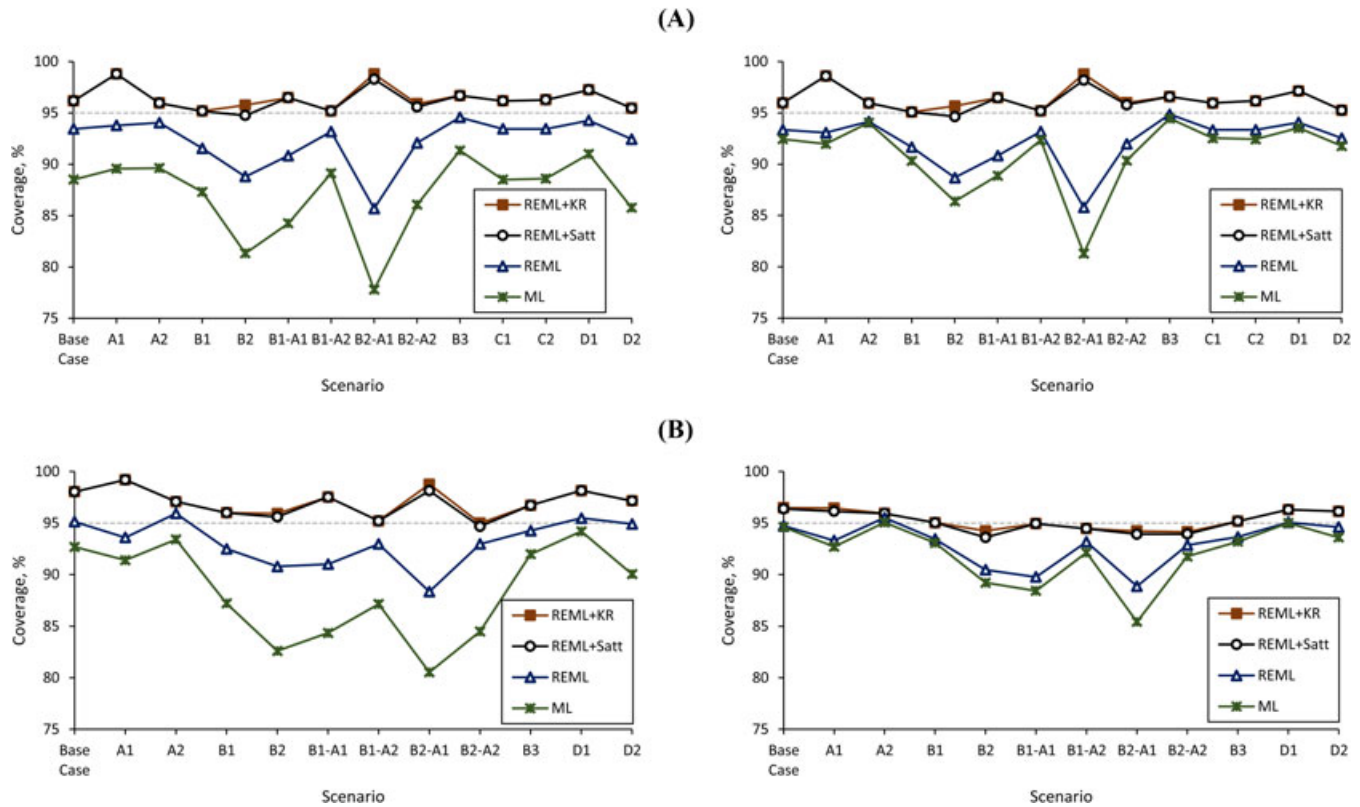 (A)
Coverage, %
100
95
90
85
80
75
REML+KR
REML+Satt
REML
ML
Base Case A1 A2 B1 B2 B1-A1 B1-A2 B2-A1 B2-A2 B3 C1 C2 D1 D2
Scenario
Coverage, %
100
95
90
85
80
75
REML+KR
REML+Satt
REML
ML
Base Case A1 A2 B1 B2 B1-A1 B1-A2 B2-A1 B2-A2 B3 C1 C2 D1 D2
Scenario
(B)
Coverage, %
100
95
90
85
80
75
REML+KR
REML+Satt
REML
ML
Base Case A1 A2 B1 B2 B1-A1 B1-A2 B2-A1 B2-A2 B3 D1 D2
Scenario
Coverage, %
100
95
90
85
80
75
REML+KR
REML+Satt
REML
ML
Base Case A1 A2 B1 B2 B1-A1 B1-A2 B2-A1 B2-A2 B3 D1 D2
Scenario